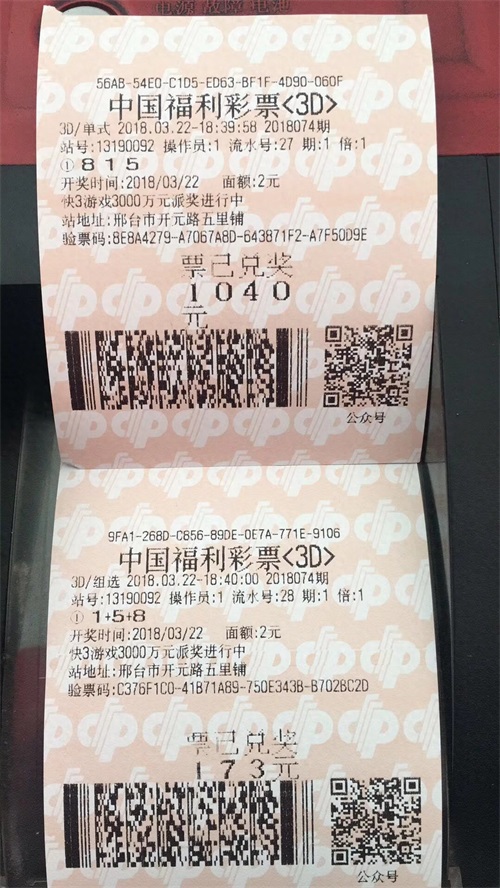 电源 故障 电池
56AB-54E0-C1D5-ED63-BF1F-4D90-060F
中国福利彩票<3D>
3D/单式 2018.03.22-18:39:58 2018074期
站号:13190092 操作员:1 流水号:27 期:1 倍:1
① 8 1 5
开奖时间:2018/03/22 面额:2元
快3游戏3000万元派奖进行中
站地址:邢台市开元路五里铺
验票码:8E8A4279-A7067A8D-643871F2-A7F50D9E
票已兑奖
1040
元
公众号
9FA1-268D-C856-89DE-0E7A-771E-9106
中国福利彩票<3D>
3D/组选 2018.03.22-18:40:00 2018074期
站号:13190092 操作员:1 流水号:28 期:1 倍:1
① 1+5+8
开奖时间:2018/03/22 面额:2元
快3游戏3000万元派奖进行中
站地址:邢台市开元路五里铺
验票码:C376F1C0-41B71A89-750E343B-B702BC2D
票已兑奖
173元
公众号